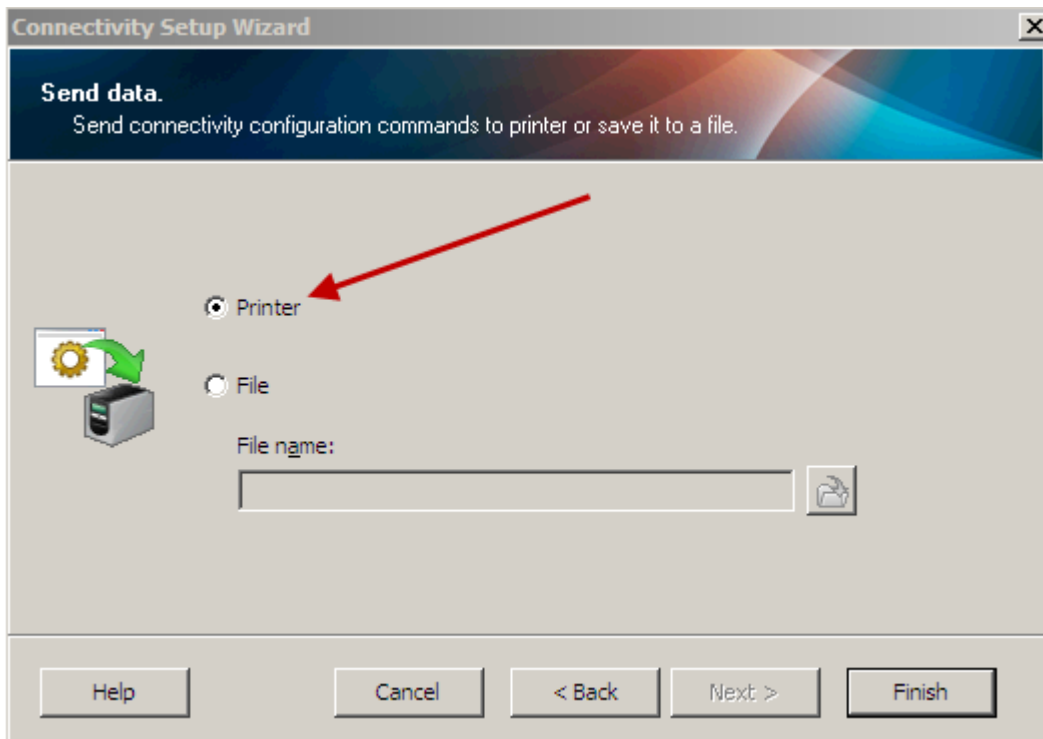 Connectivity Setup Wizard
Send data.
Send connectivity configuration commands to printer or save it to a file.
Printer
File
File name:
Help
Cancel
< Back
Next >
Finish